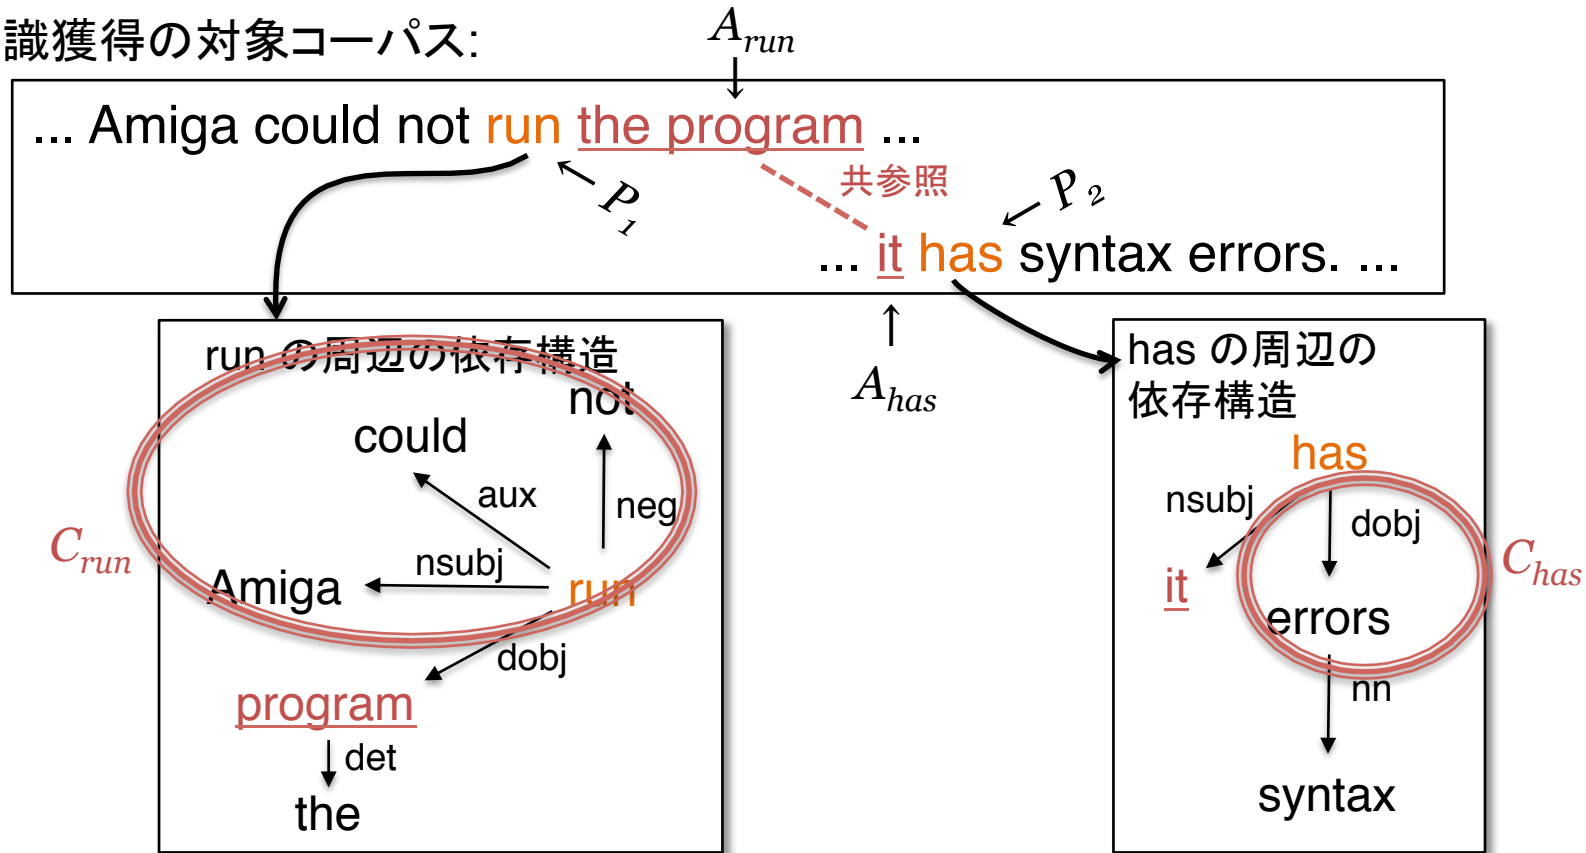 識獲得の対象コーパス:
A_run
... Amiga could not run the program ...
共参照
P_1
P_2
... it has syntax errors. ...
A_has
run の周辺の依存構造
not
could
aux
neg
C_run
nsubj
Amiga
run
dobj
program
det
the
has の周辺の
依存構造
has
nsubj
dobj
it
C_has
errors
nn
syntax